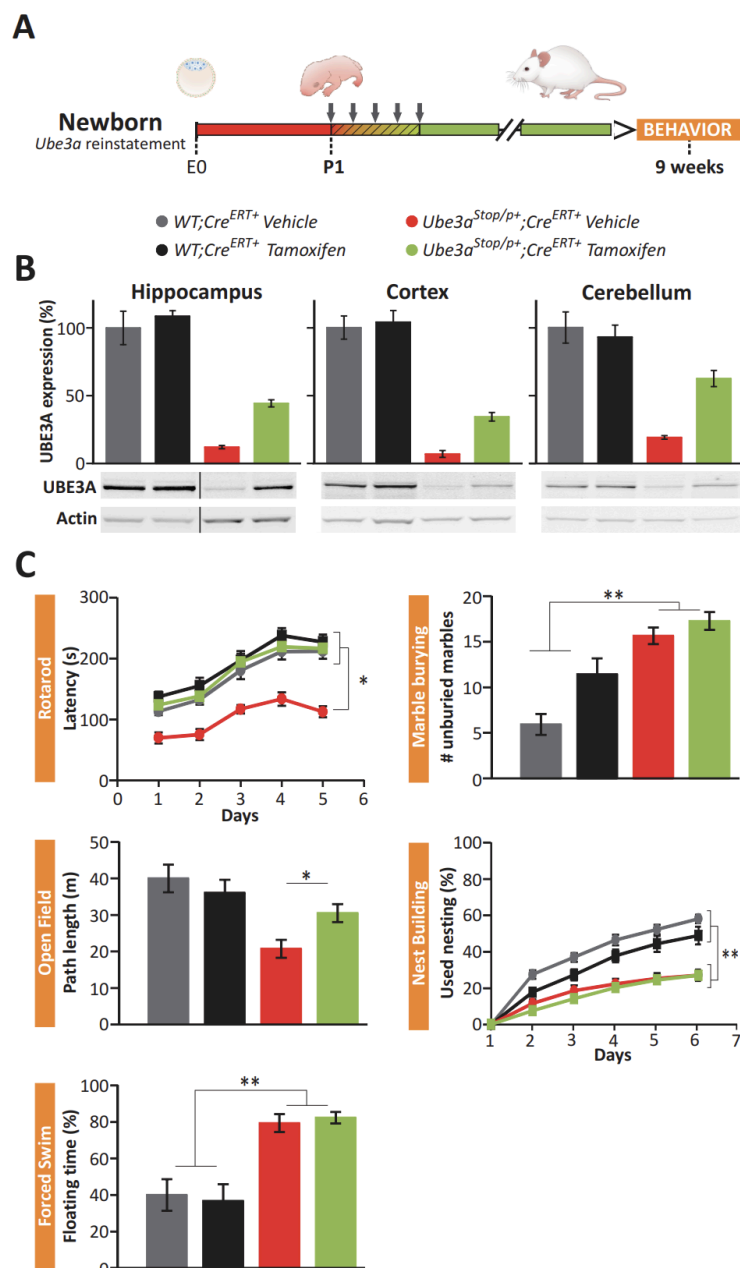 A
Newborn
Ube3a reinstatement
E0
P1
BEHAVIOR
9 weeks
WT;CreERT+ Vehicle
Ube3aStop/p+;CreERT+ Vehicle
WT;CreERT+ Tamoxifen
Ube3aStop/p+;CreERT+ Tamoxifen
B
Hippocampus
Cortex
Cerebellum
UBE3A expression (%)
100
50
0
UBE3A
Actin
C
Rotarod
Latency (s)
300
200
100
0
0 1 2 3 4 5 6
Days
*
Marble burying
# unburied marbles
20
15
10
5
0
**
Open Field
Path length (m)
50
40
30
20
10
0
*
Nest Building
Used nesting (%)
100
80
60
40
20
0
1 2 3 4 5 6 7
Days
**
Forced Swim
Floating time (%)
100
80
60
40
20
0
**